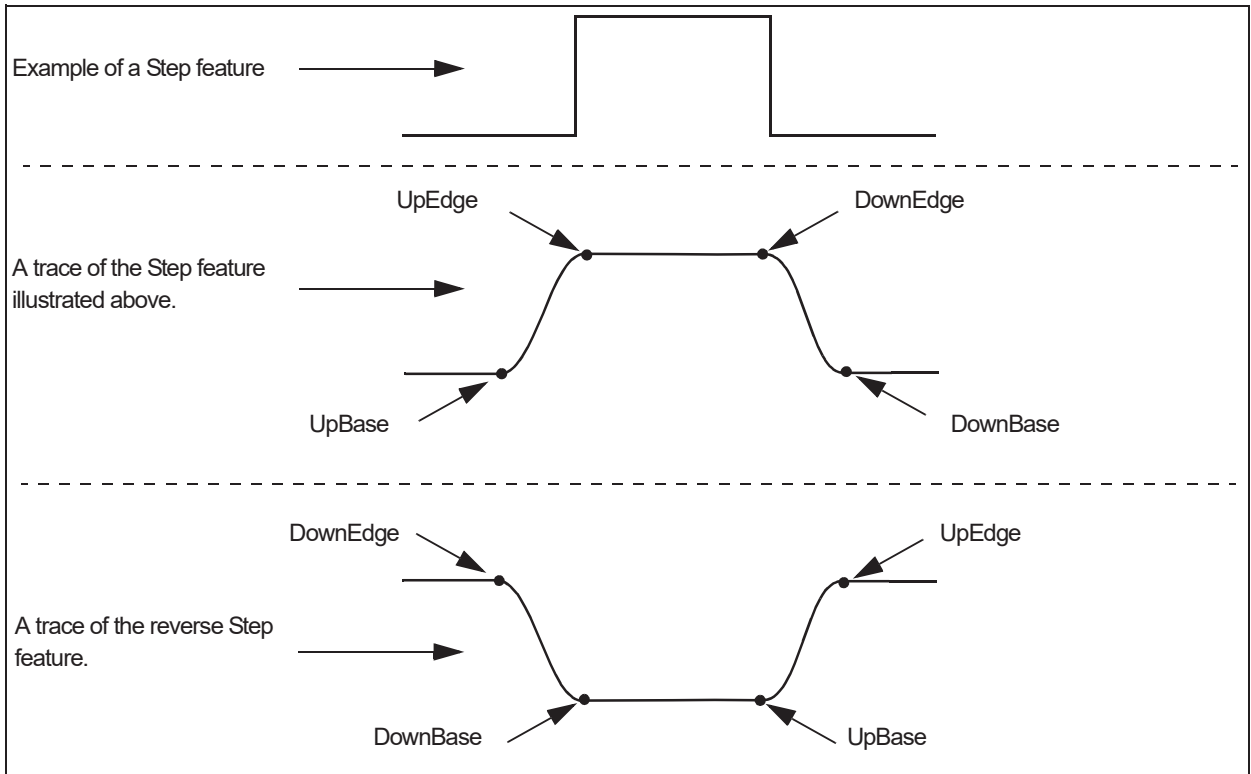 Example of a Step feature
UpEdge
DownEdge
A trace of the Step feature
illustrated above.
UpBase
DownBase
DownEdge
UpEdge
A trace of the reverse Step
feature.
DownBase
UpBase